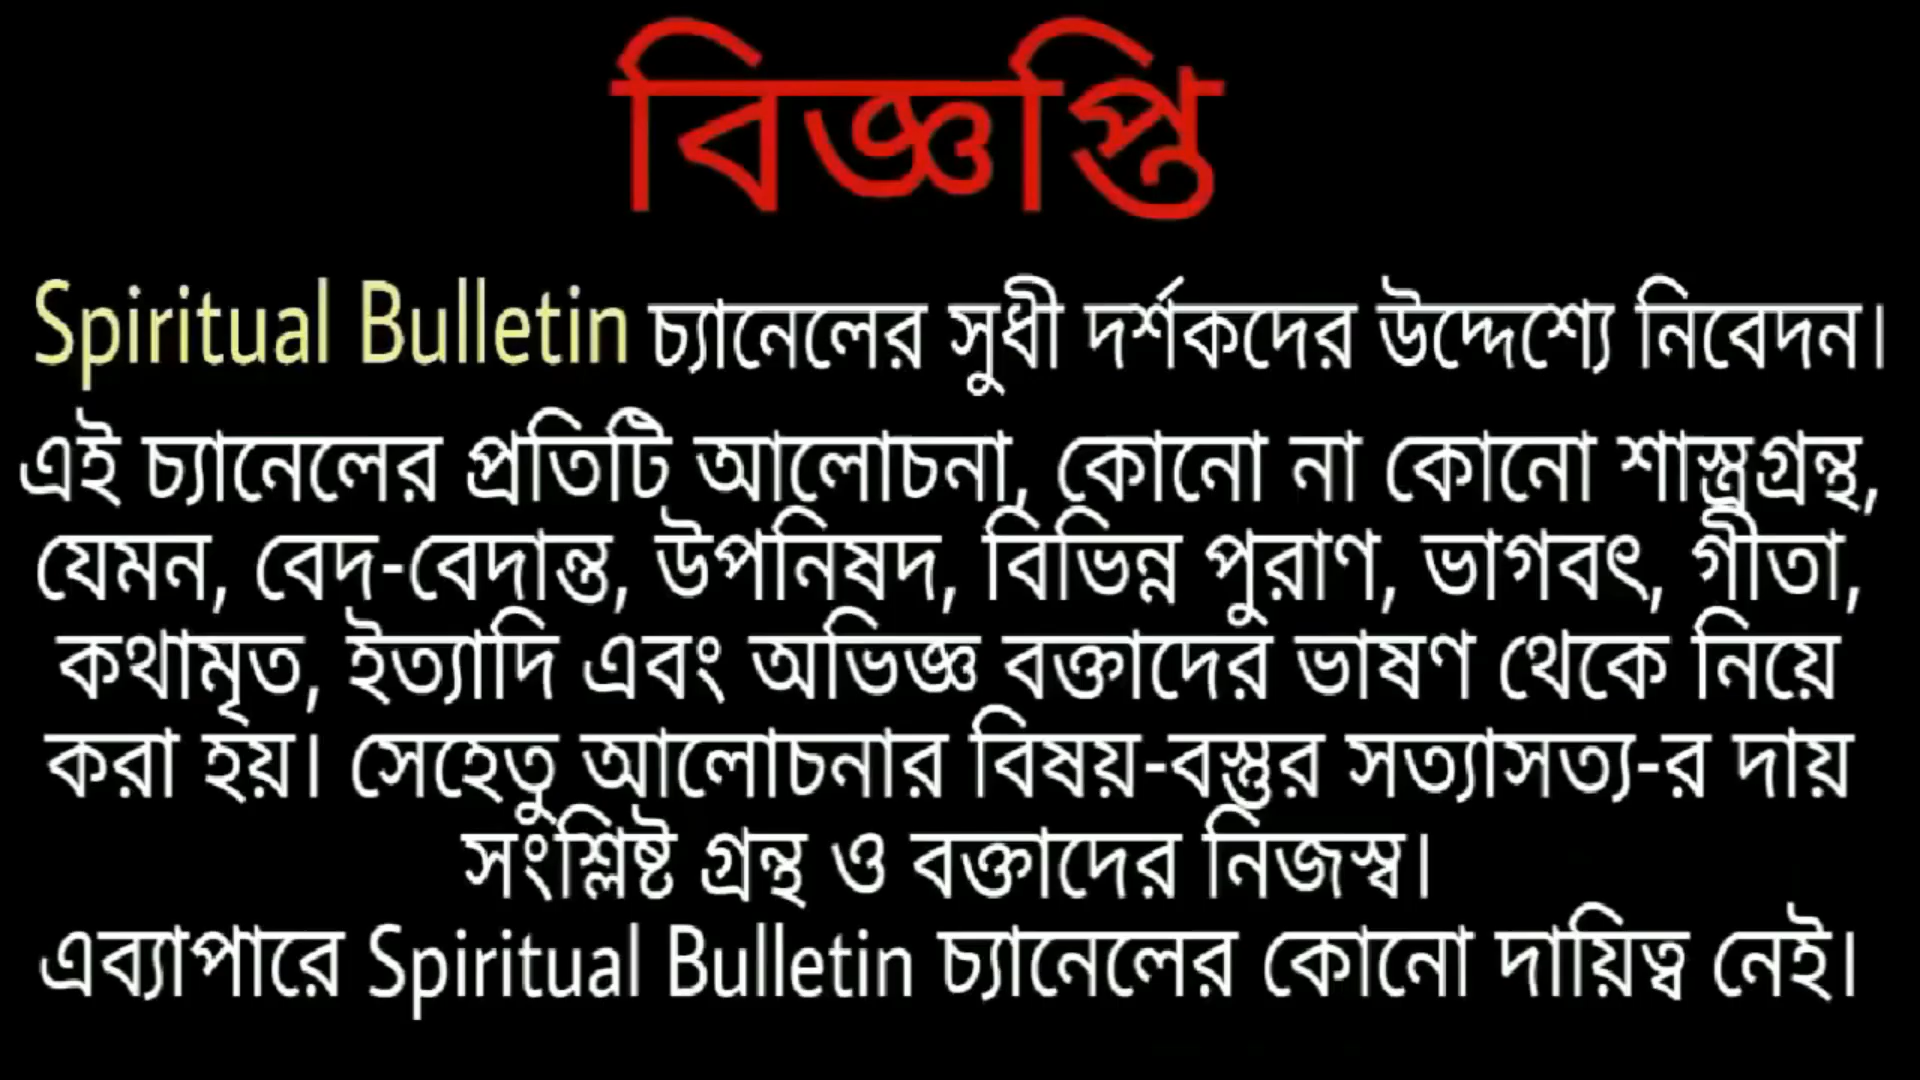 বিজ্ঞপ্তি
Spiritual Bulletin চ্যানেলের সুধী দর্শকদের উদ্দেশ্যে নিবেদন।
এই চ্যানেলের প্রতিটি আলোচনা, কোনো না কোনো শাস্ত্রগ্রন্থ,
যেমন, বেদ-বেদান্ত, উপনিষদ, বিভিন্ন পুরাণ, ভাগবৎ, গীতা,
কথামৃত, ইত্যাদি এবং অভিজ্ঞ বক্তাদের ভাষণ থেকে নিয়ে
করা হয়। সেহেতু আলোচনার বিষয়-বস্তুর সত্যাসত্য-র দায়
সংশ্লিষ্ট গ্রন্থ ও বক্তাদের নিজস্ব।
এব্যাপারে Spiritual Bulletin চ্যানেলের কোনো দায়িত্ব নেই।